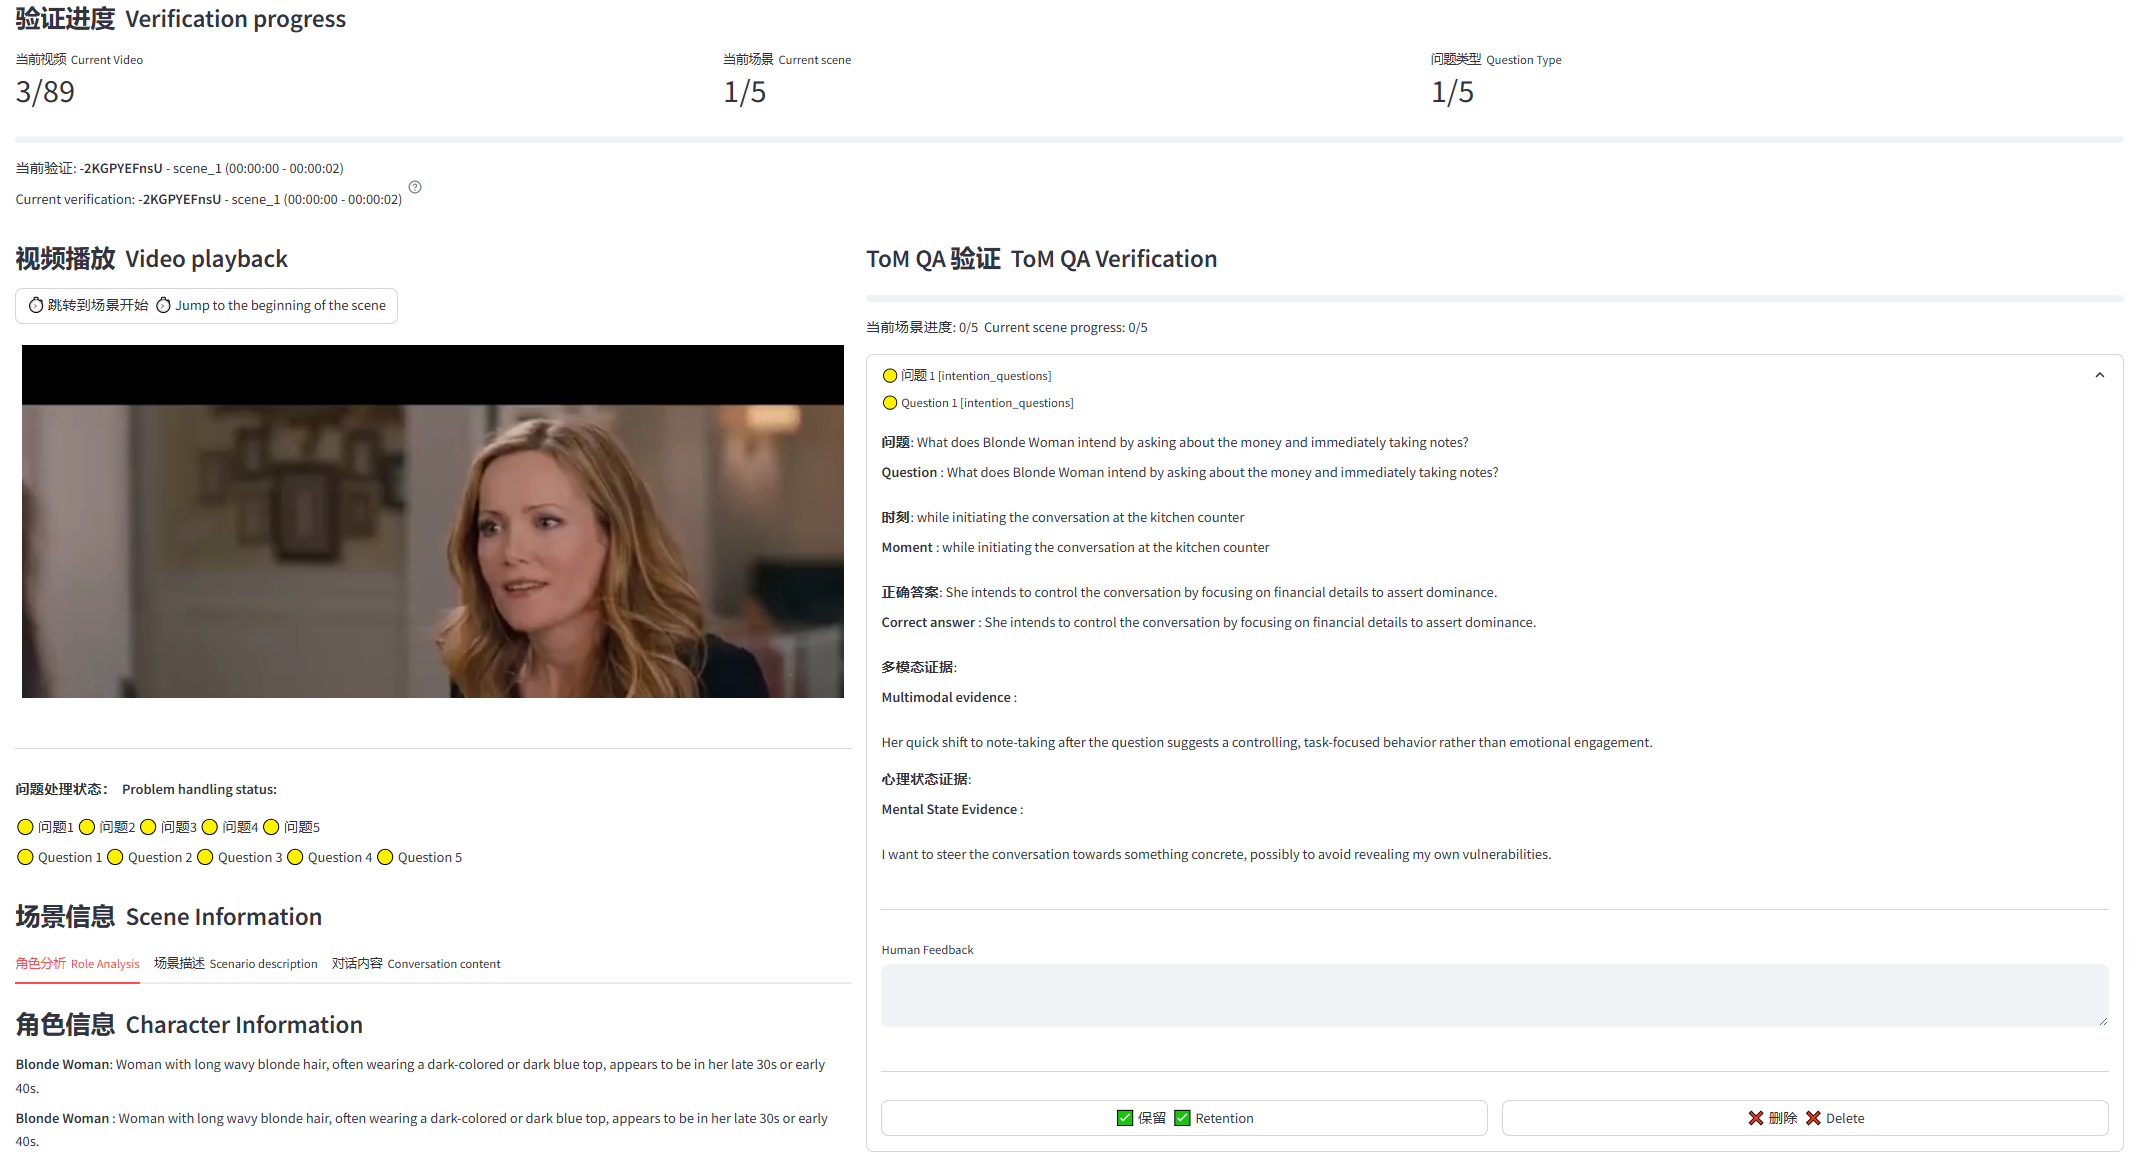 验证进度 Verification progress
当前视频 Current Video
3/89
当前场景 Current scene
1/5
问题类型 Question Type
1/5
当前验证: -2KGPYEFnsU - scene_1 (00:00:00 - 00:00:02)
Current verification: -2KGPYEFnsU - scene_1 (00:00:00 - 00:00:02)
视频播放 Video playback
跳转到场景开始 Jump to the beginning of the scene
问题处理状态： Problem handling status:
问题1 问题2 问题3 问题4 问题5
Question 1 Question 2 Question 3 Question 4 Question 5
场景信息 Scene Information
角色分析 Role Analysis 场景描述 Scenario description 对话内容 Conversation content
角色信息 Character Information
Blonde Woman: Woman with long wavy blonde hair, often wearing a dark-colored or dark blue top, appears to be in her late 30s or early
40s.
Blonde Woman : Woman with long wavy blonde hair, often wearing a dark-colored or dark blue top, appears to be in her late 30s or early
40s.
ToM QA 验证 ToM QA Verification
当前场景进度: 0/5 Current scene progress: 0/5
问题 1 [intention_questions]
Question 1 [intention_questions]
问题: What does Blonde Woman intend by asking about the money and immediately taking notes?
Question : What does Blonde Woman intend by asking about the money and immediately taking notes?
时刻: while initiating the conversation at the kitchen counter
Moment : while initiating the conversation at the kitchen counter
正确答案: She intends to control the conversation by focusing on financial details to assert dominance.
Correct answer : She intends to control the conversation by focusing on financial details to assert dominance.
多模态证据:
Multimodal evidence :
Her quick shift to note-taking after the question suggests a controlling, task-focused behavior rather than emotional engagement.
心理状态证据:
Mental State Evidence :
I want to steer the conversation towards something concrete, possibly to avoid revealing my own vulnerabilities.
Human Feedback
保留 Retention
删除 Delete